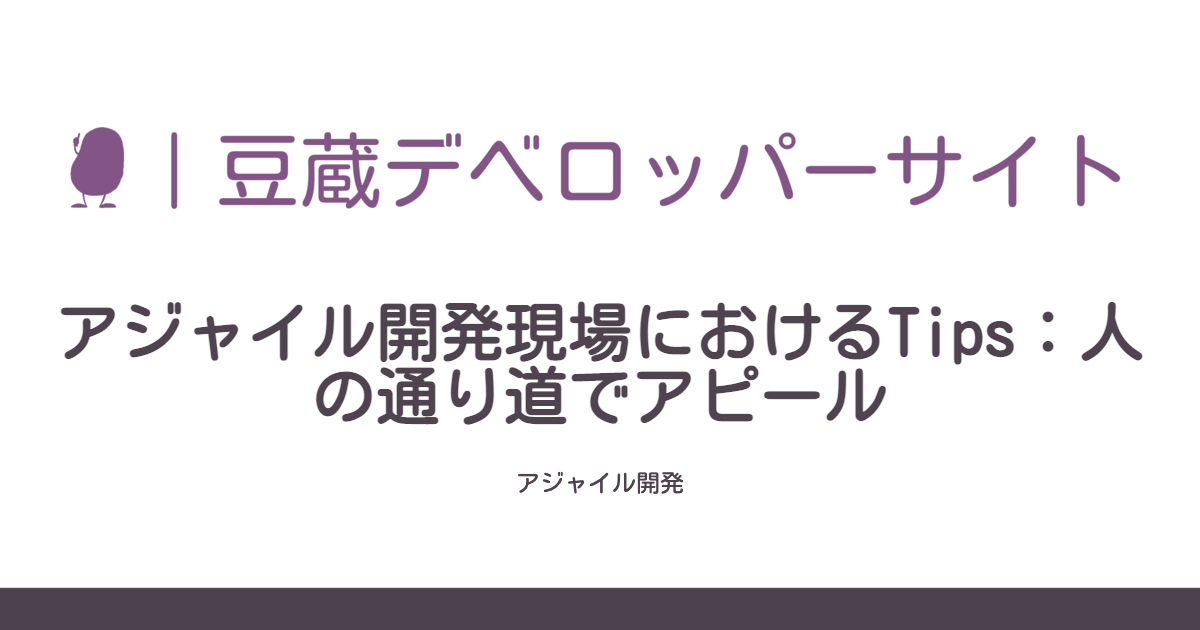 ｜豆蔵デベロッパーサイト
アジャイル開発現場におけるTips：人
の通り道でアピール
アジャイル開発